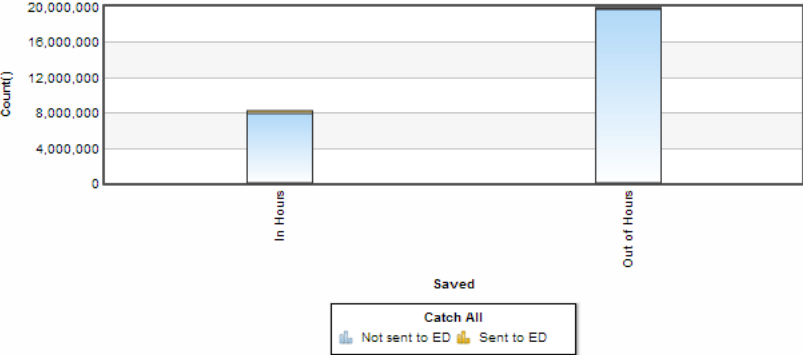 20,000,000
16,000,000
12,000,000
8,000,000
4,000,000
0
Count()
In Hours
Out of Hours
Saved
Catch All
Not sent to ED Sent to ED